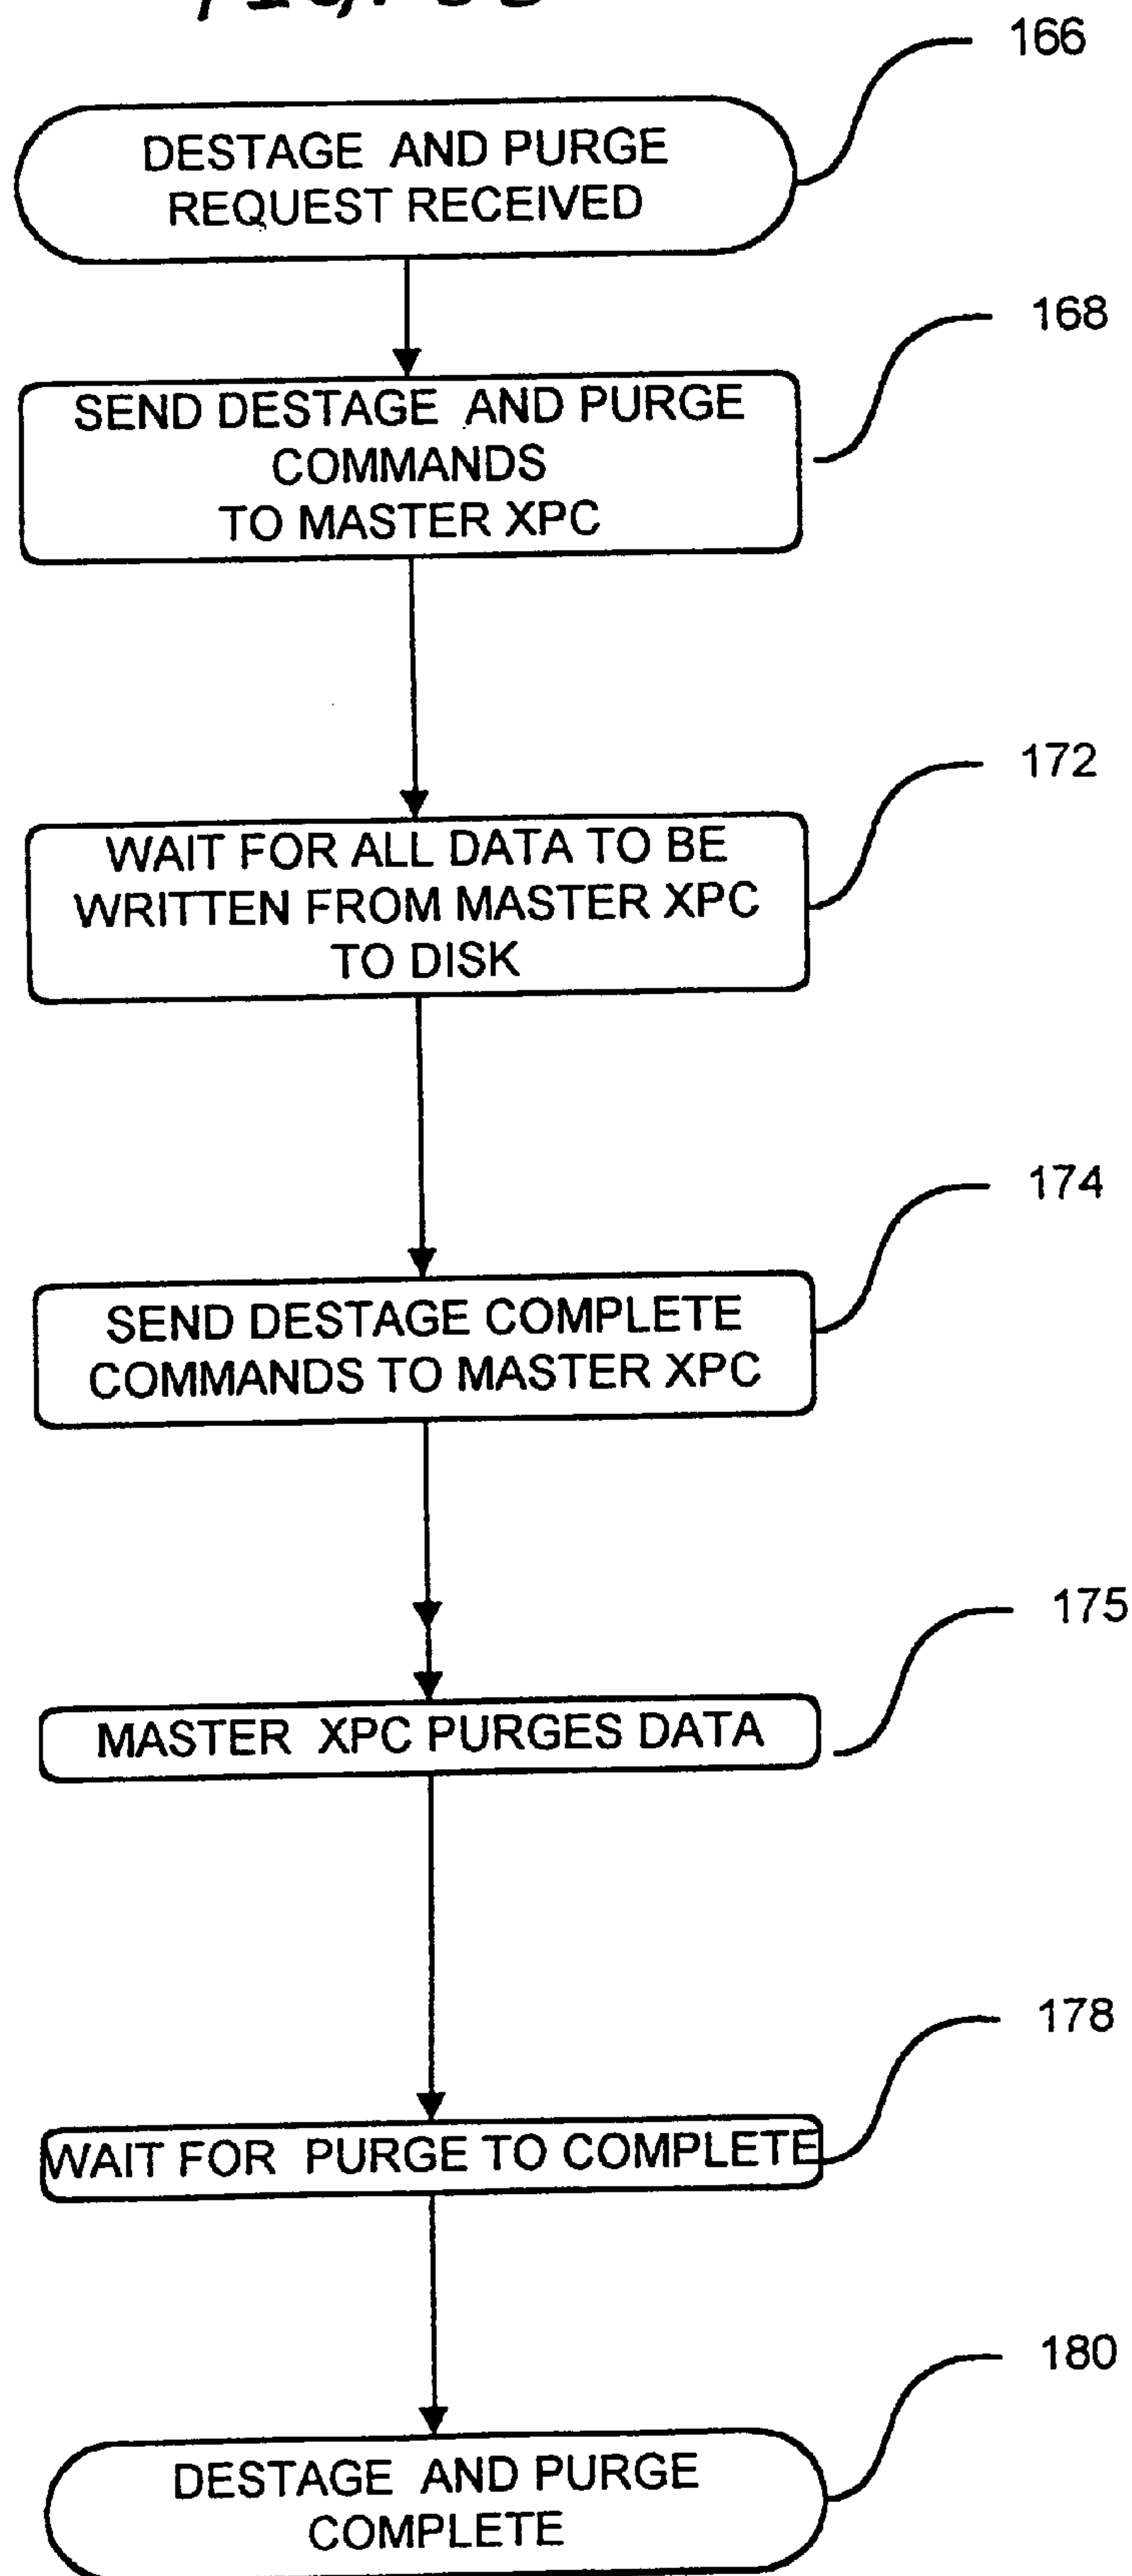 166
DESTAGE AND PURGE
REQUEST RECEIVED
168
SEND DESTAGE AND PURGE
COMMANDS
TO MASTER XPC
172
WAIT FOR ALL DATA TO BE
WRITTEN FROM MASTER XPC
TO DISK
174
SEND DESTAGE COMPLETE
COMMANDS TO MASTER XPC
175
MASTER XPC PURGES DATA
178
WAIT FOR PURGE TO COMPLETE
180
DESTAGE AND PURGE
COMPLETE